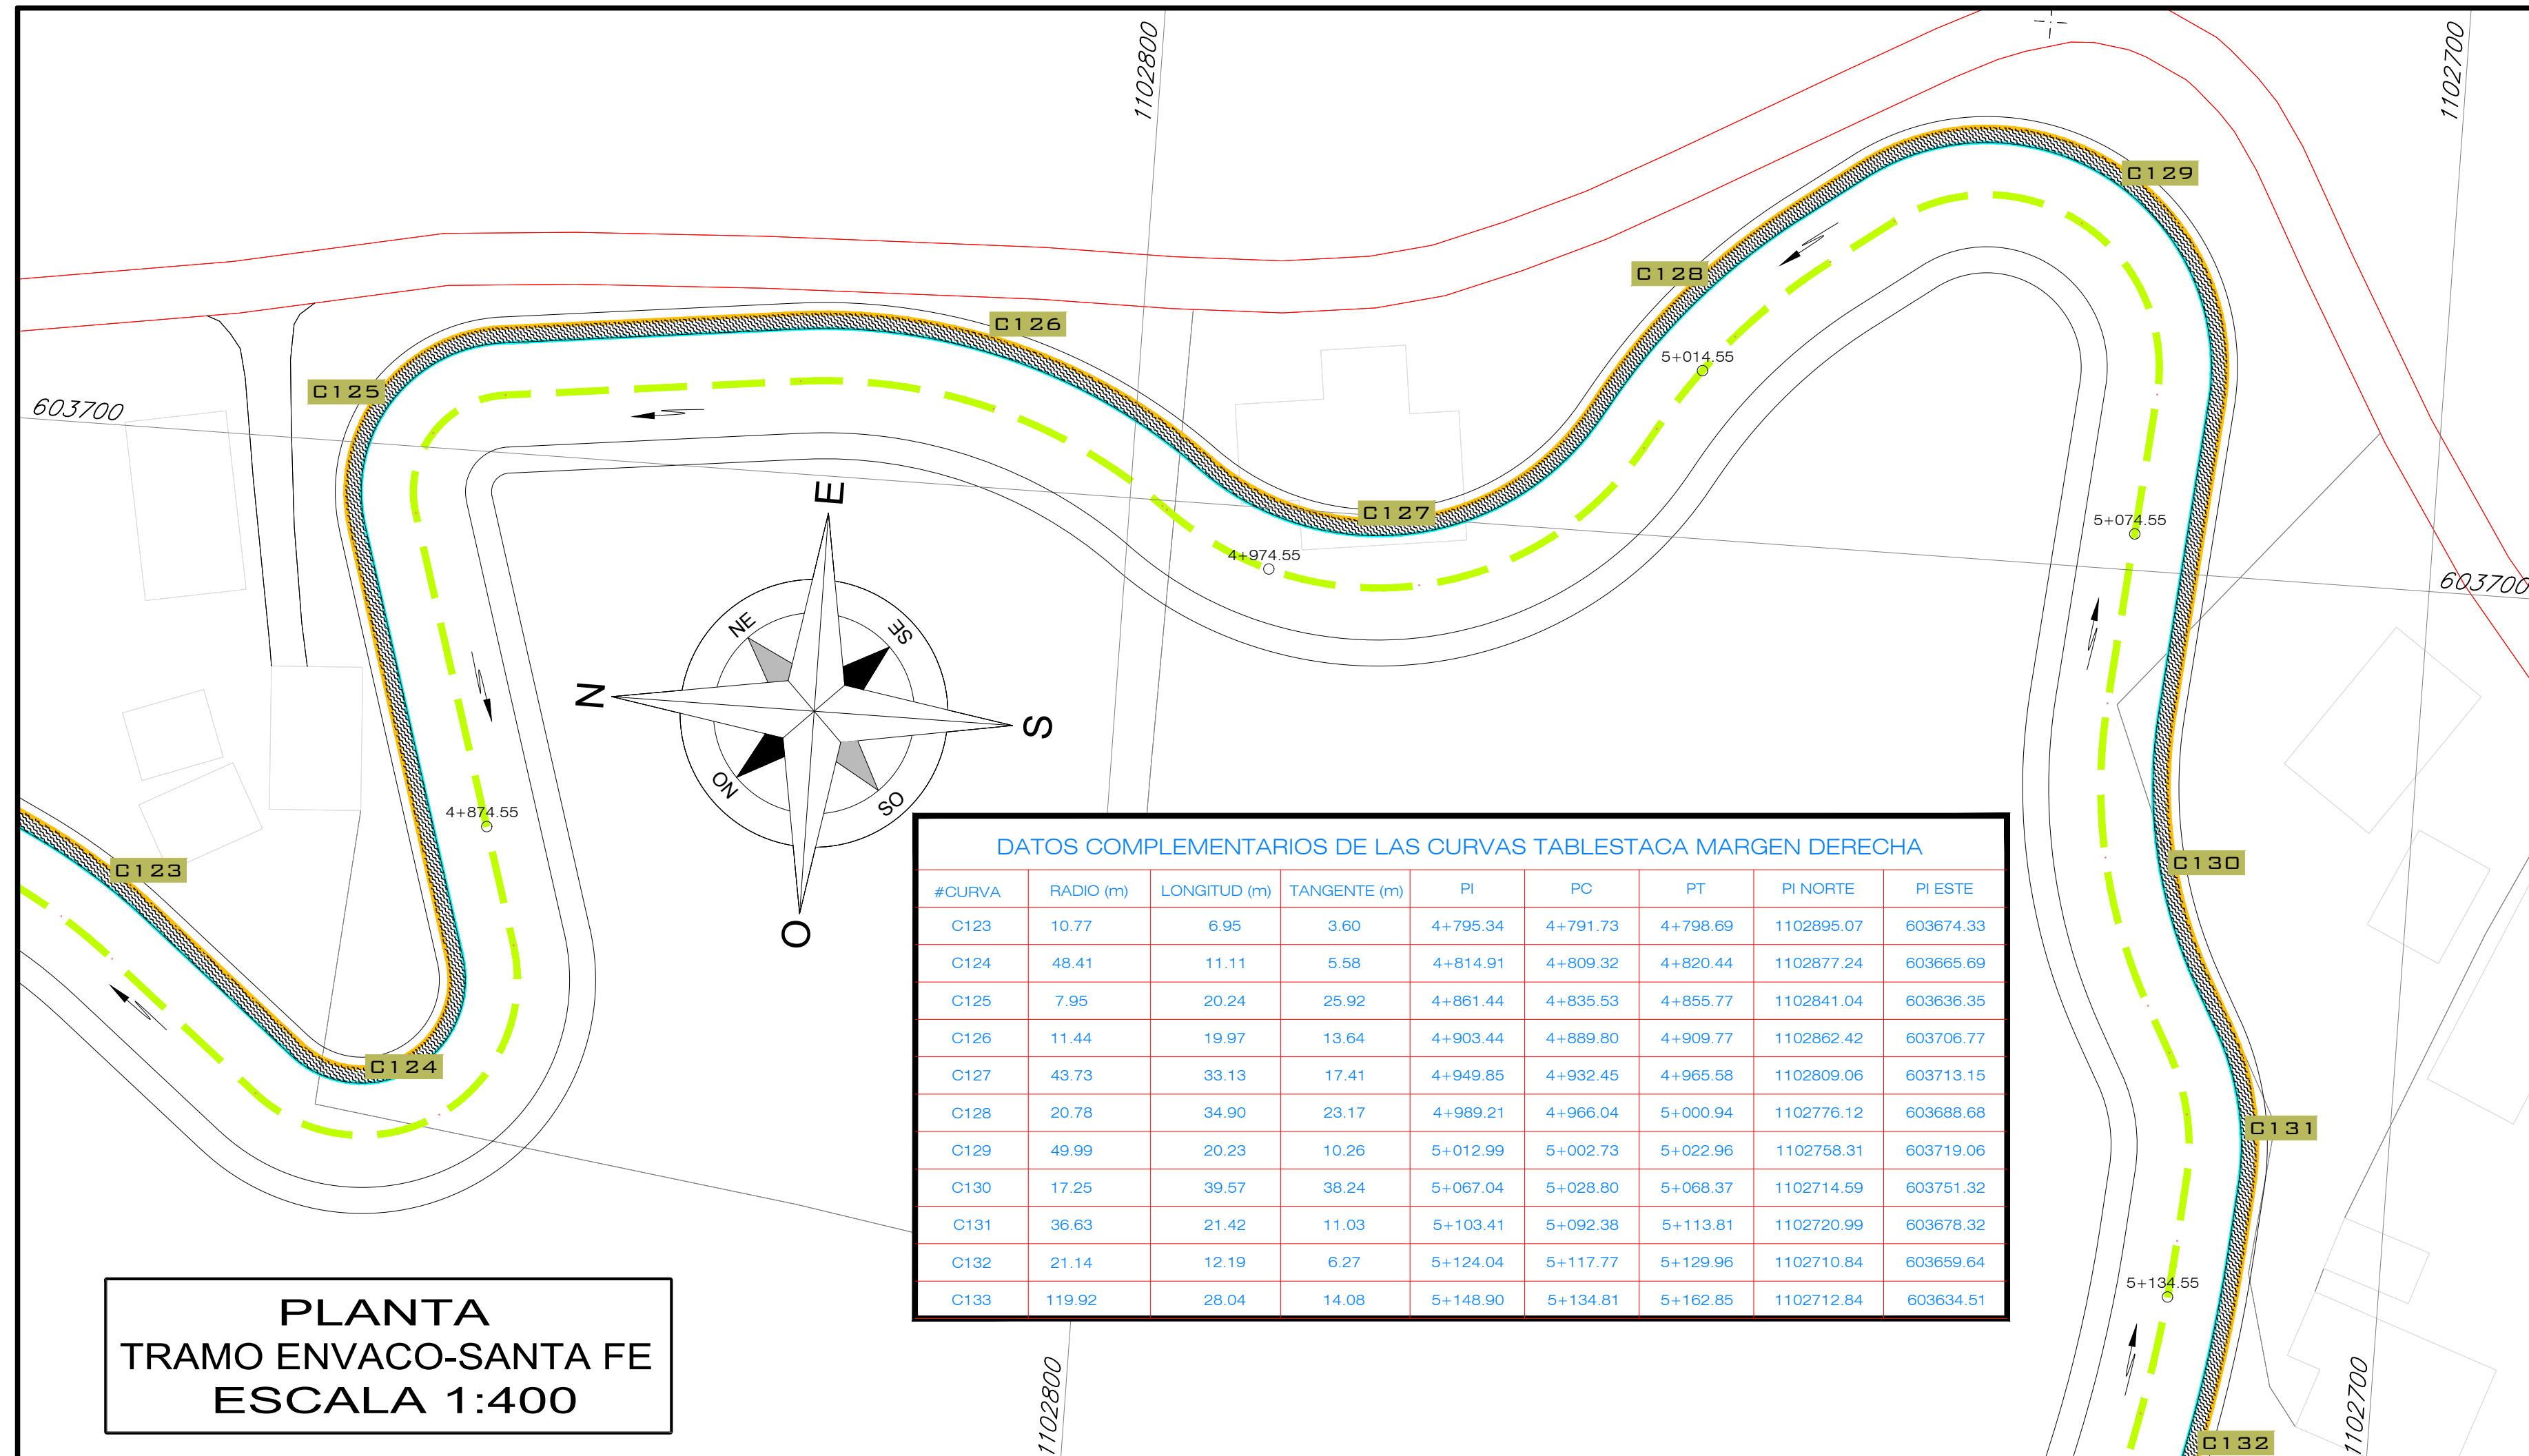 1102800
1102700
C129
C128
C126
5+014.55
C125
603700
E
C127
5+074.55
4+974.55
603700
NE
SE
N
S
NO
SO
O
4+874.55
C123
C130
C124
C131
5+134.55
C132
DATOS COMPLEMENTARIOS DE LAS CURVAS TABLESTACA MARGEN DERECHA
#CURVA RADIO (m) LONGITUD (m) TANGENTE (m) PI PC PT PI NORTE PI ESTE
C123 10.77 6.95 3.60 4+795.34 4+791.73 4+798.69 1102895.07 603674.33
C124 48.41 11.11 5.58 4+814.91 4+809.32 4+820.44 1102877.24 603665.69
C125 7.95 20.24 25.92 4+861.44 4+835.53 4+855.77 1102841.04 603636.35
C126 11.44 19.97 13.64 4+903.44 4+889.80 4+909.77 1102862.42 603706.77
C127 43.73 33.13 17.41 4+949.85 4+932.45 4+965.58 1102809.06 603713.15
C128 20.78 34.90 23.17 4+989.21 4+966.04 5+000.94 1102776.12 603688.68
C129 49.99 20.23 10.26 5+012.99 5+002.73 5+022.96 1102758.31 603719.06
C130 17.25 39.57 38.24 5+067.04 5+028.80 5+068.37 1102714.59 603751.32
C131 36.63 21.42 11.03 5+103.41 5+092.38 5+113.81 1102720.99 603678.32
C132 21.14 12.19 6.27 5+124.04 5+117.77 5+129.96 1102710.84 603659.64
C133 119.92 28.04 14.08 5+148.90 5+134.81 5+162.85 1102712.84 603634.51
PLANTA
TRAMO ENVACO-SANTA FE
ESCALA 1:400
1102800
1102700